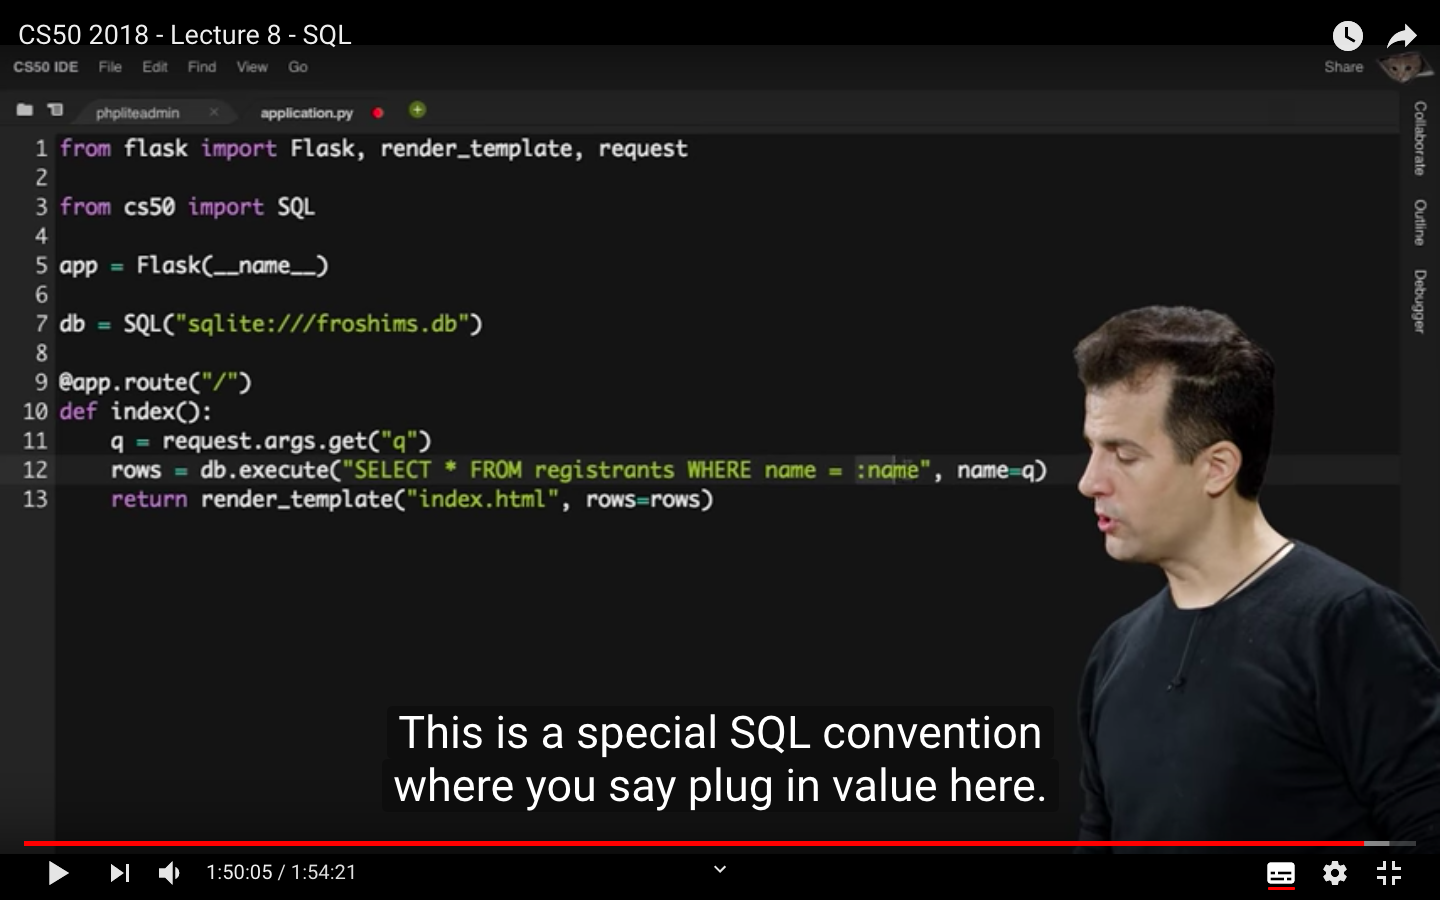 CS50 2018 - Lecture 8 - SQL
CS50 IDE File Edit Find View Go
Share
phpliteadmin × application.py +
1 from flask import Flask, render_template, request
2
3 from cs50 import SQL
4
5 app = Flask(__name__)
6
7 db = SQL("sqlite:///froshims.db")
8
9 @app.route("/")
10 def index():
11     q = request.args.get("q")
12     rows = db.execute("SELECT * FROM registrants WHERE name = :name", name=q)
13     return render_template("index.html", rows=rows)
Collaborate
Outline
Debugger
This is a special SQL convention
where you say plug in value here.
1:50:05 / 1:54:21